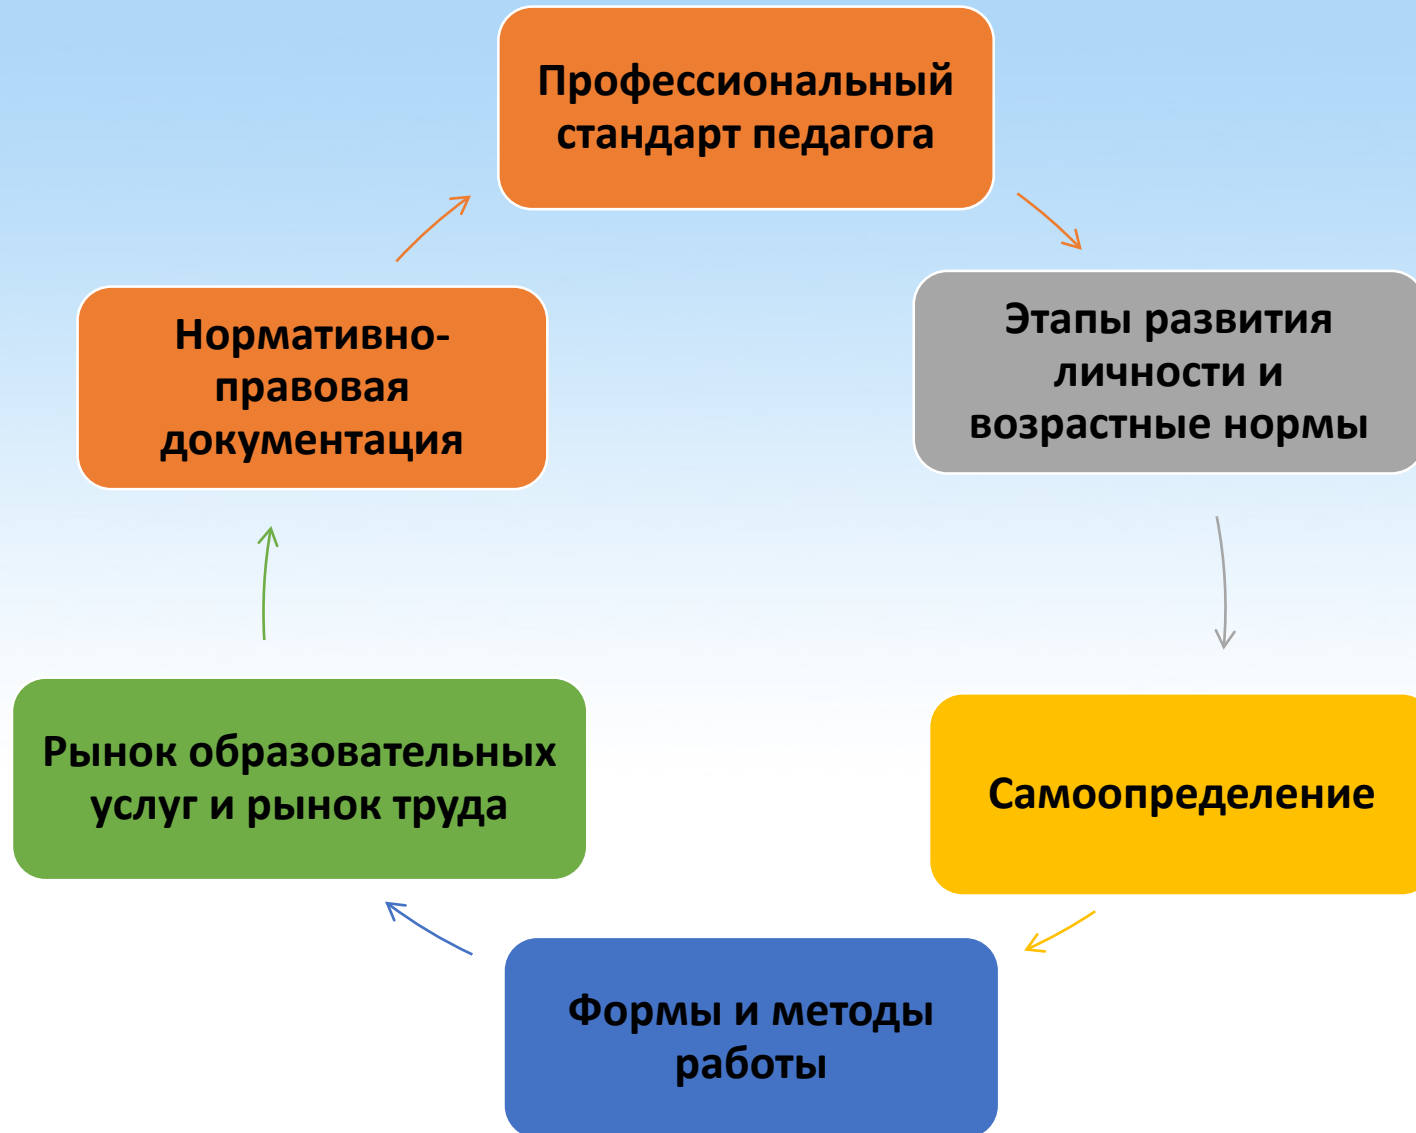 Профессиональный
стандарт педагога
Этапы развития
личности и
возрастные нормы
Самоопределение
Формы и методы
работы
Рынок образовательных
услуг и рынок труда
Нормативно-
правовая
документация